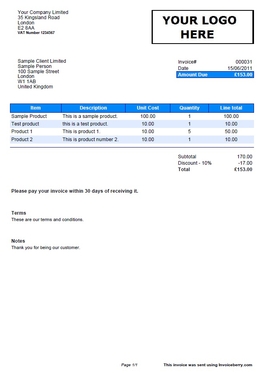 Your Company Limited
35 Kingsland Road
London
E2 8AA
VAT Number 1234567
YOUR LOGO
HERE
Sample Client Limited
Sample Person
100 Sample Street
London
W1 1AB
United Kingdom
Invoice# 000031
Date 15/06/2011
Amount Due £153.00
Item Description Unit Cost Quantity Line total
Sample Product This is a sample product. 100.00 1 100.00
Test product this is a test product. 10.00 1 10.00
Product 1 This is product 1. 10.00 5 50.00
Product 2 This is product number 2. 10.00 1 10.00
Subtotal 170.00
Discount - 10% -17.00
Total £153.00
Please pay your invoice within 30 days of receiving it.
Terms
These are our terms and conditions.
Notes
Thank you for being our customer.
Page 1/1
This invoice was sent using Invoiceberry.com